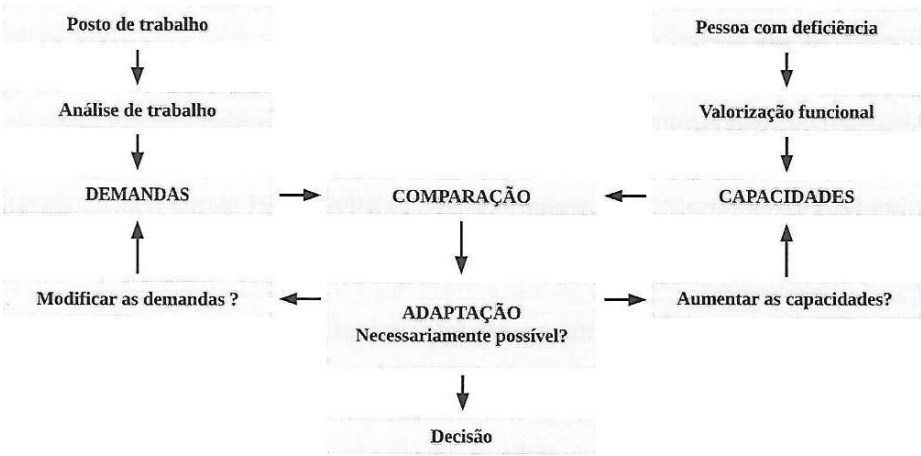 Posto de trabalho
Pessoa com deficiência
Análise de trabalho
Valorização funcional
DEMANDAS
COMPARAÇÃO
CAPACIDADES
Modificar as demandas ?
ADAPTAÇÃO
Necessariamente possível?
Aumentar as capacidades?
Decisão